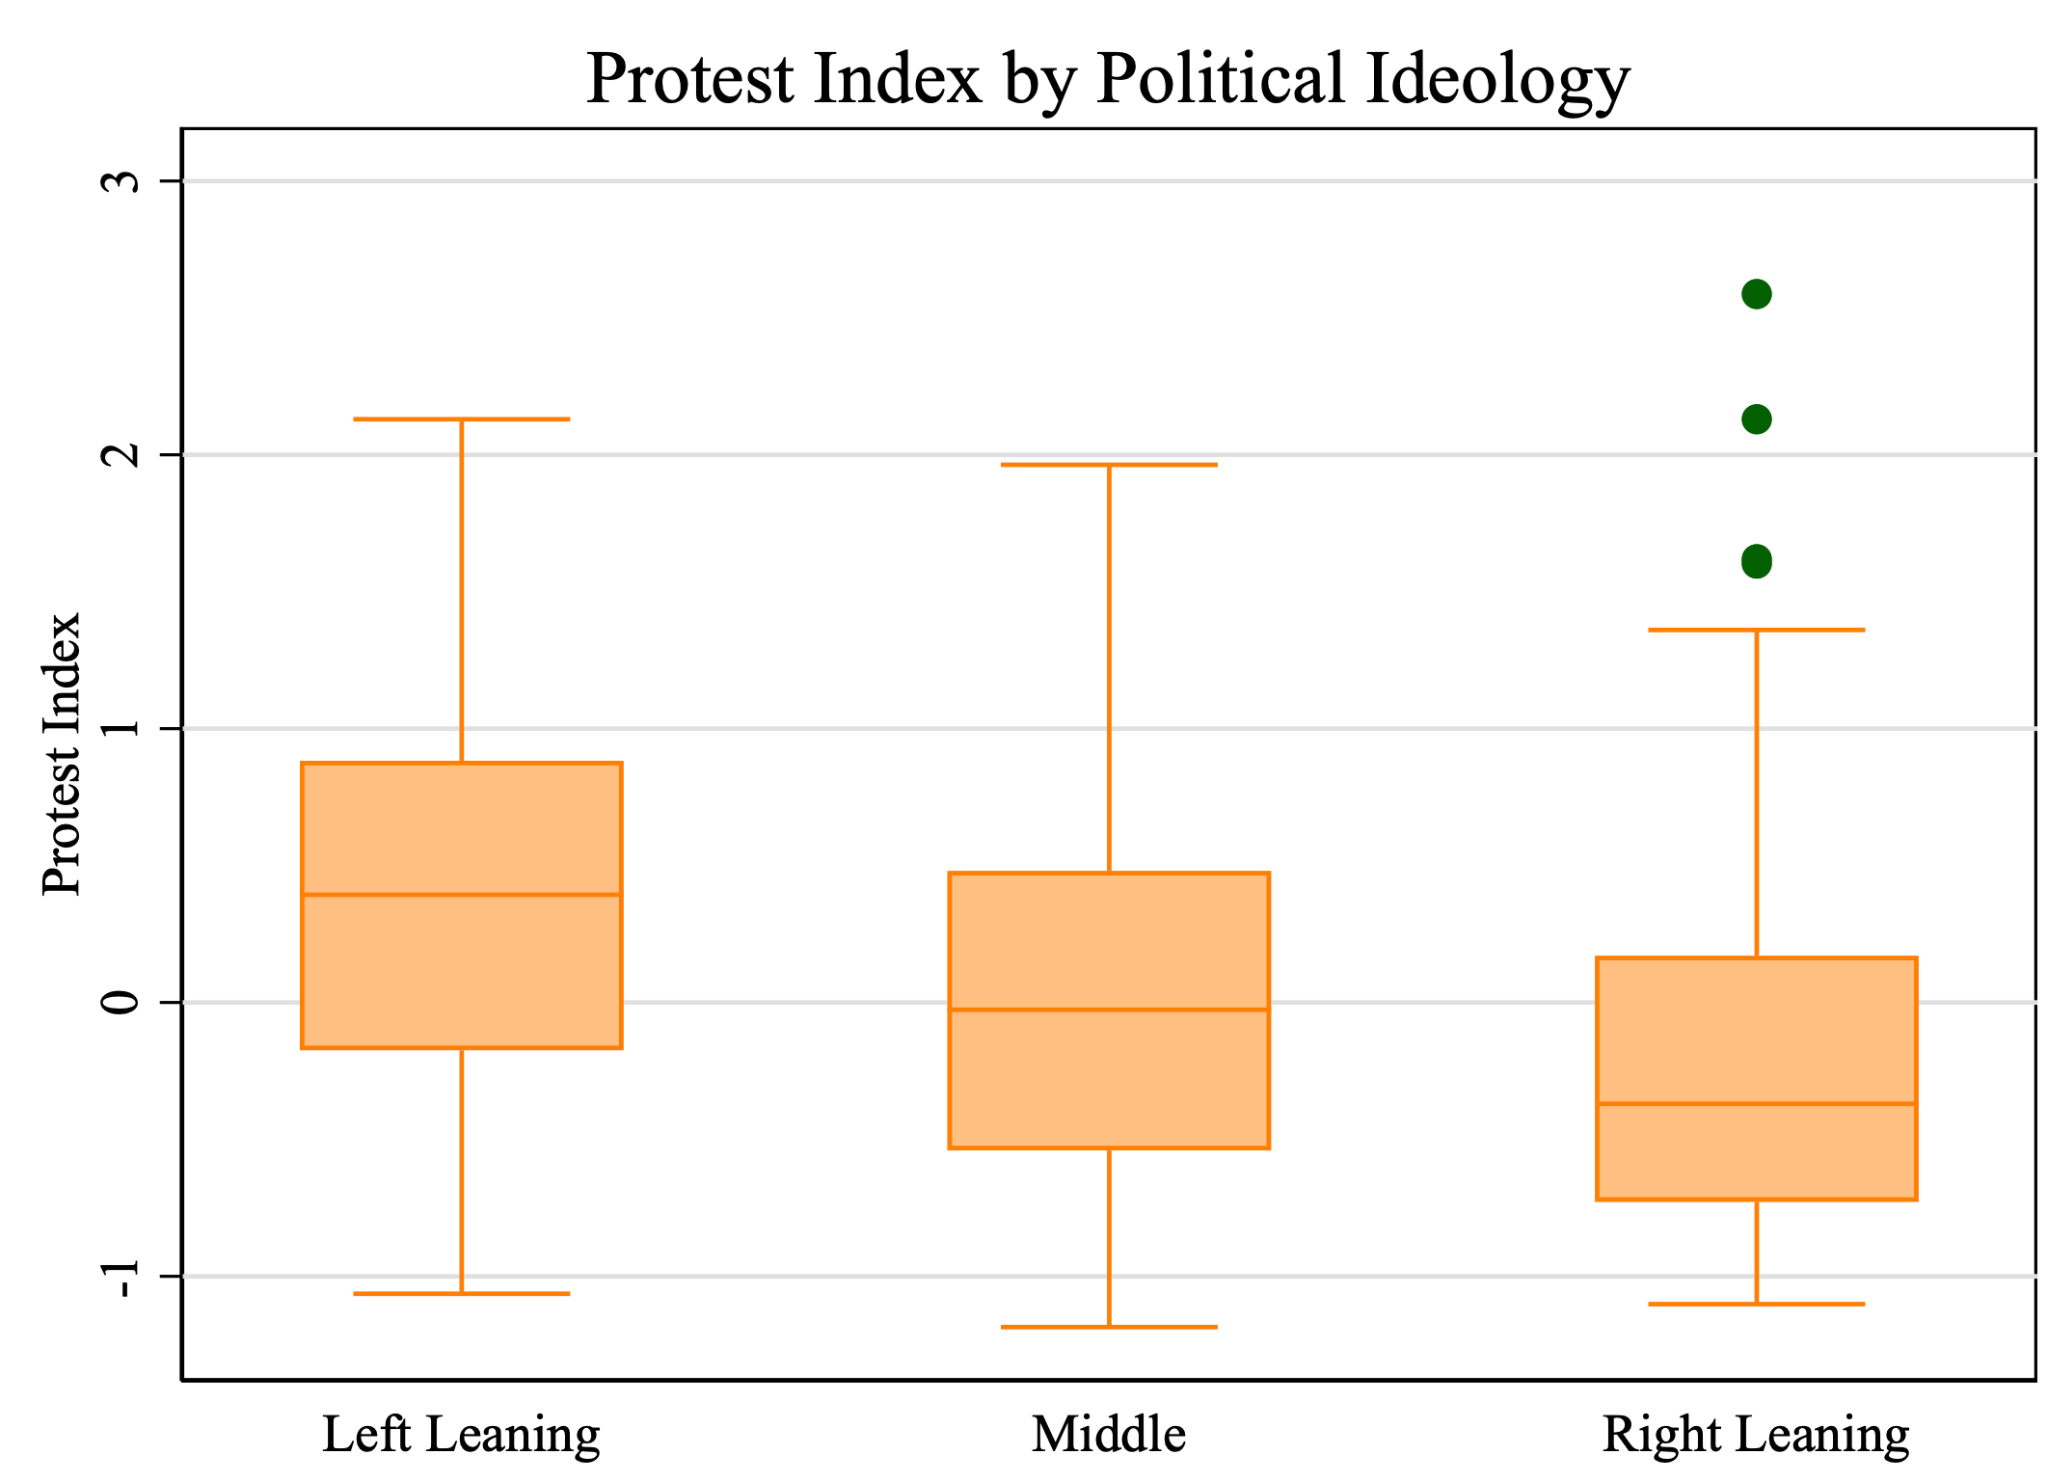 Protest Index by Political Ideology
Protest Index
3
2
1
0
-1
Left Leaning
Middle
Right Leaning